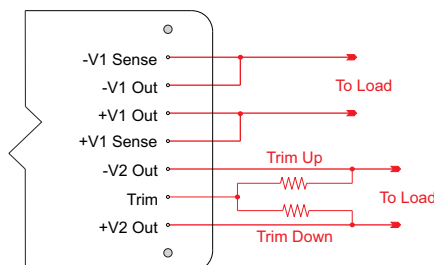 -V1 Sense
-V1 Out
To Load
+V1 Out
+V1 Sense
-V2 Out
Trim Up
Trim
To Load
+V2 Out
Trim Down